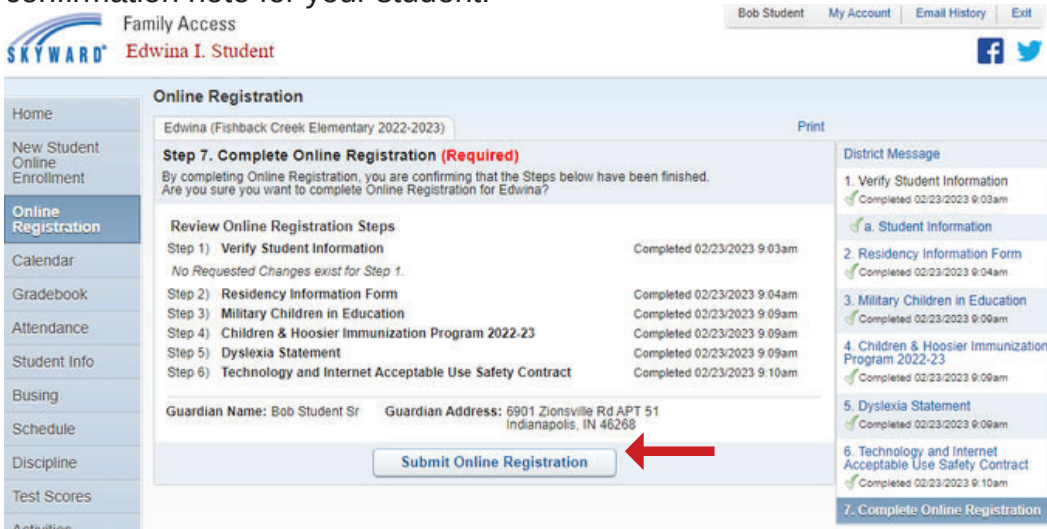 confirmation note for your student.
Bob Student My Account Email History Exit
Family Access
SKYWARD®
Edwina I. Student
Home
New Student
Online
Enrollment
Online
Registration
Calendar
Gradebook
Attendance
Student Info
Busing
Schedule
Discipline
Test Scores
Activities
Online Registration
Edwina (Fishback Creek Elementary 2022-2023) Print
Step 7. Complete Online Registration (Required)
By completing Online Registration, you are confirming that the Steps below have been finished.
Are you sure you want to complete Online Registration for Edwina?
Review Online Registration Steps
Step 1) Verify Student Information Completed 02/23/2023 9:03am
No Requested Changes exist for Step 1.
Step 2) Residency Information Form Completed 02/23/2023 9:04am
Step 3) Military Children in Education Completed 02/23/2023 9:09am
Step 4) Children & Hoosier Immunization Program 2022-23 Completed 02/23/2023 9:09am
Step 5) Dyslexia Statement Completed 02/23/2023 9:09am
Step 6) Technology and Internet Acceptable Use Safety Contract Completed 02/23/2023 9:10am
Guardian Name: Bob Student Sr Guardian Address: 6901 Zionsville Rd APT 51
Indianapolis, IN 46268
Submit Online Registration
District Message
1. Verify Student Information
Completed 02/23/2023 9:03am
a. Student Information
2. Residency Information Form
Completed 02/23/2023 9:04am
3. Military Children in Education
Completed 02/23/2023 9:09am
4. Children & Hoosier Immunization
Program 2022-23
Completed 02/23/2023 9:09am
5. Dyslexia Statement
Completed 02/23/2023 9:09am
6. Technology and Internet
Acceptable Use Safety Contract
Completed 02/23/2023 9:10am
7. Complete Online Registration